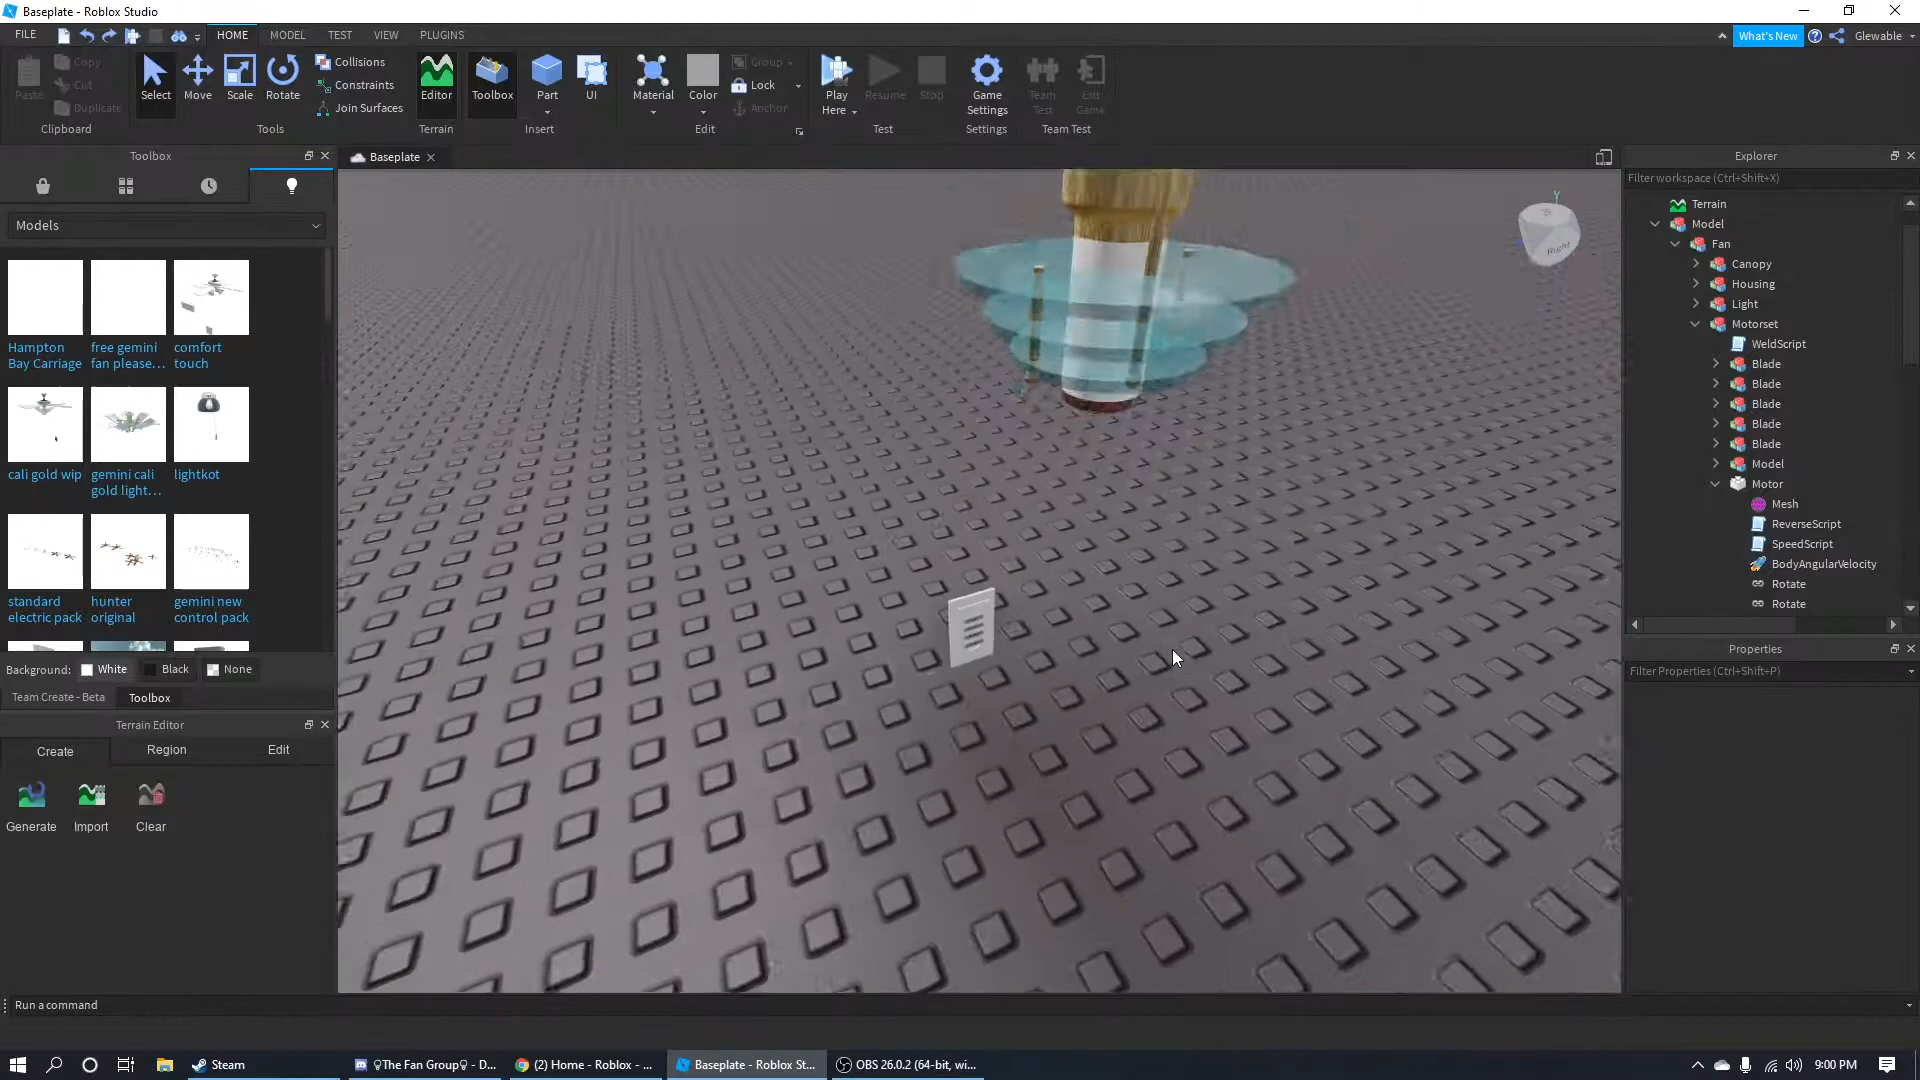 Baseplate - Roblox Studio
FILE HOME MODEL TEST VIEW PLUGINS What's New Glewable
Paste Copy Cut Duplicate
Select Move Scale Rotate Collisions Constraints Join Surfaces
Editor Toolbox Part UI Material Color Group Lock Anchor
Play Here Resume Stop Game Settings Team Test Exit Game
Clipboard Tools Terrain Insert Edit Test Settings Team Test
Toolbox
Models
Hampton Bay Carriage
free gemini fan please...
comfort touch
cali gold wip
gemini cali gold light...
lightkot
standard electric pack
hunter original
gemini new control pack
Background: White Black None
Team Create - Beta Toolbox
Terrain Editor
Create Region Edit
Generate Import Clear
Baseplate
Right
Y
Explorer
Filter workspace (Ctrl+Shift+X)
Terrain
Model
Fan
Canopy
Housing
Light
Motorset
WeldScript
Blade
Blade
Blade
Blade
Blade
Model
Motor
Mesh
ReverseScript
SpeedScript
BodyAngularVelocity
Rotate
Rotate
Properties
Filter Properties (Ctrl+Shift+P)
Run a command
Steam
The Fan Group - D...
(2) Home - Roblox - ...
Baseplate - Roblox St...
OBS 26.0.2 (64-bit, wi...
9:00 PM